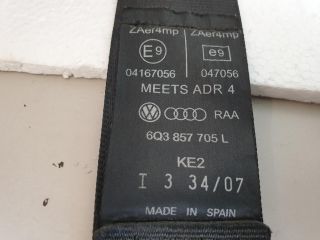 ZAer4mp ZAer4mp
E9 e9
04167056 047056
MEETS ADR 4
RAA
6Q3 857 705 L
KE2
I 3 34/07
MADE IN SPAIN